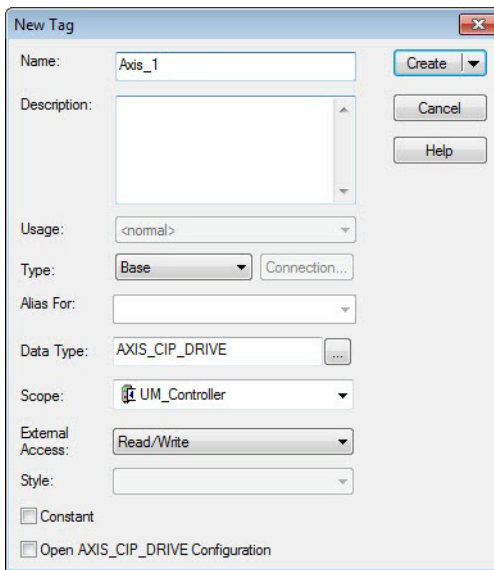 New Tag
Name: Axis_1 Create
Description: Cancel
Help
Usage: <normal>
Type: Base Connection...
Alias For:
Data Type: AXIS_CIP_DRIVE ...
Scope: UM_Controller
External Access: Read/Write
Style:
Constant
Open AXIS_CIP_DRIVE Configuration